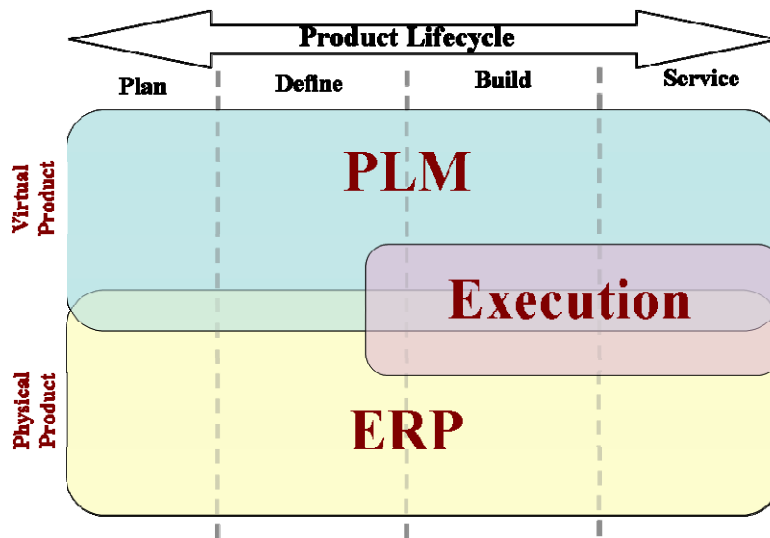 Product Lifecycle
Plan
Define
Build
Service
Virtual
Product
PLM
Execution
Physical
Product
ERP